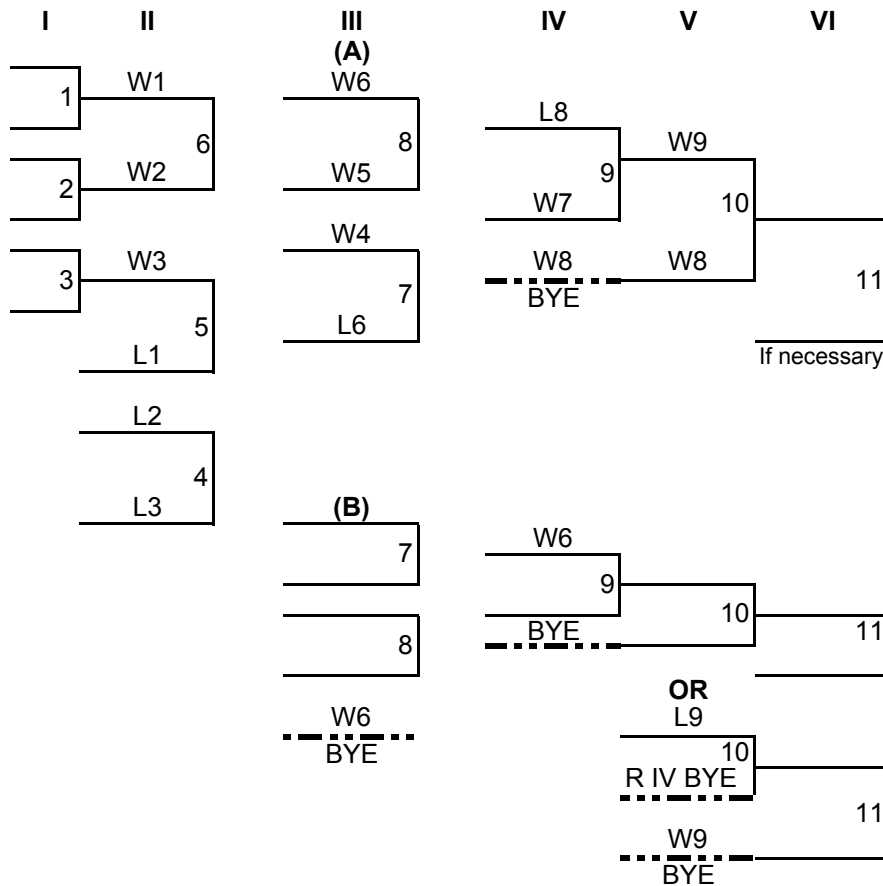 I II III IV V VI
(A)
W1 W6
1 L8
6 8 W9
W2 W5 9
2 10
W7
W4
W3 W8 W8
3 7 BYE 11
5 L6
L1 If necessary
L2
4
L3 (B)
W6
7
9
10
BYE 11
8
OR
W6 L9
BYE 10
R IV BYE
11
W9
BYE